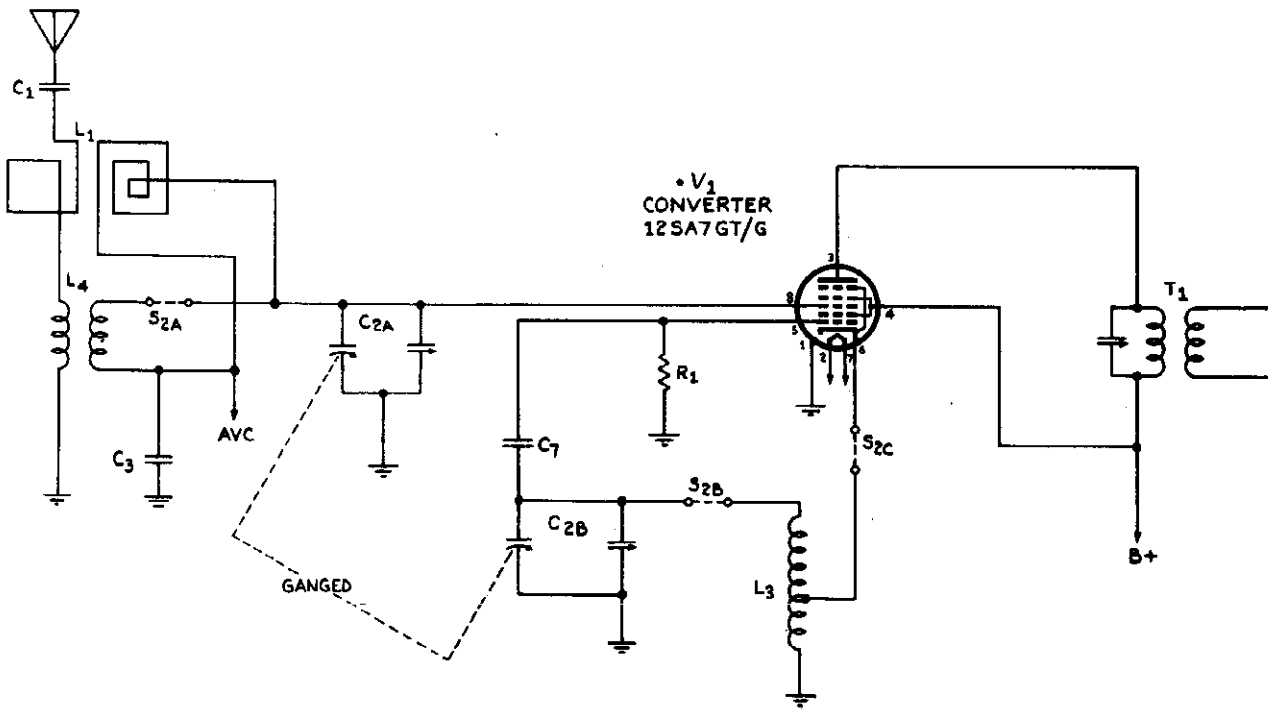 C1
L1
• V1
CONVERTER
12SA7GT/G
3
L4
S2A
C2A
8
5
4
1
2
7
6
T1
R1
AVC
C3
C7
S2C
S2B
C2B
B+
GANGED
L3